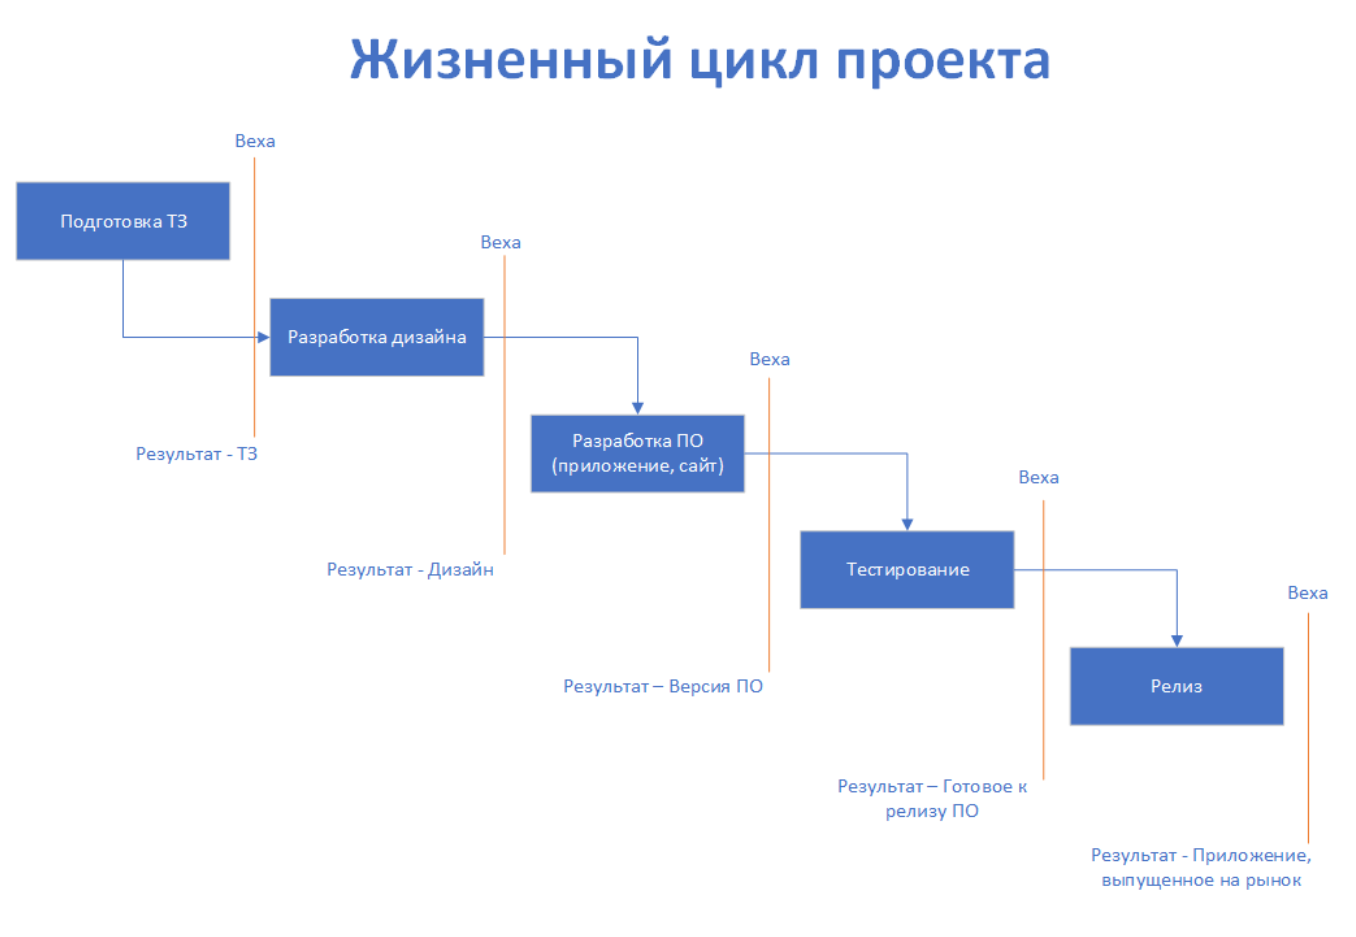 Жизненный цикл проекта
Веха
Подготовка ТЗ
Веха
Разработка дизайна
Веха
Результат - ТЗ
Разработка ПО
(приложение, сайт)
Веха
Результат - Дизайн
Тестирование
Веха
Результат – Версия ПО
Релиз
Результат – Готовое к
релизу ПО
Результат - Приложение,
выпущенное на рынок